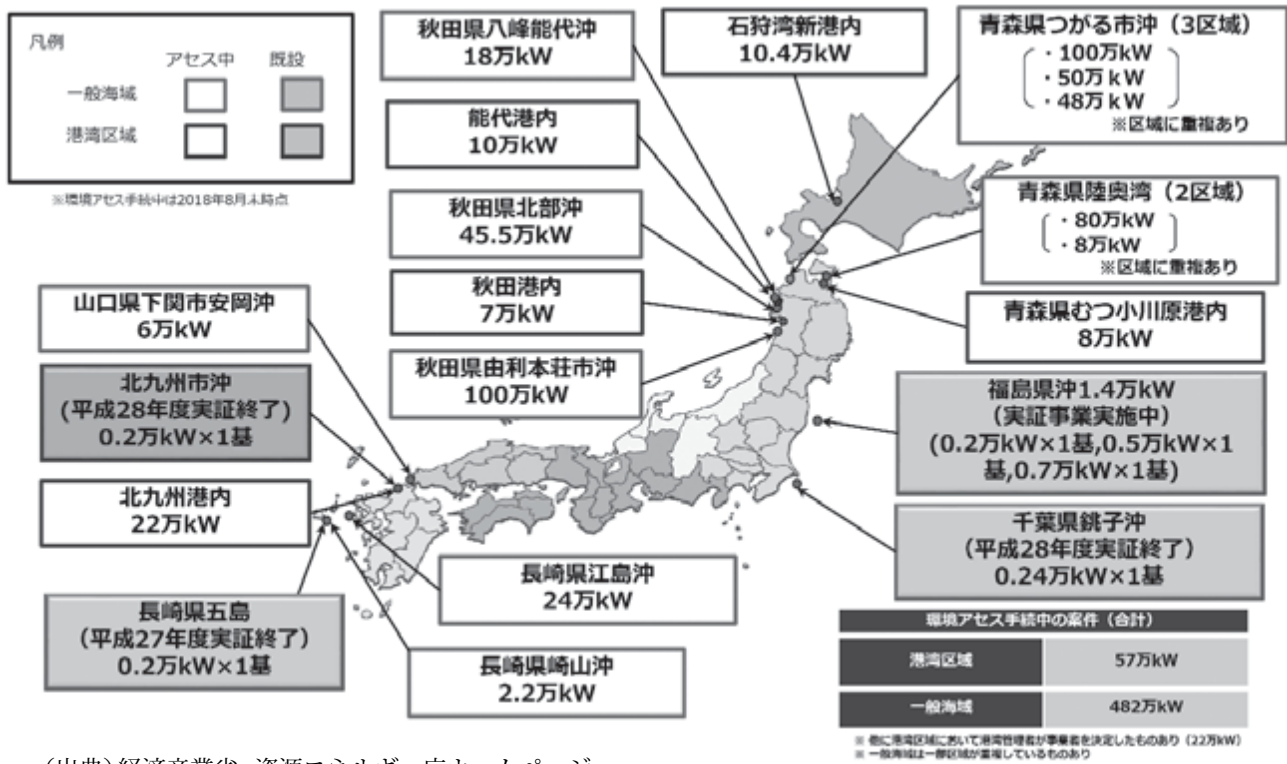 凡例
アセス中 既設
一般海域
港湾区域
※環境アセス手続中は2018年8月末時点
秋田県八峰能代沖
18万kW
能代港内
10万kW
秋田県北部沖
45.5万kW
秋田港内
7万kW
秋田県由利本荘市沖
100万kW
石狩湾新港内
10.4万kW
青森県つがる市沖（3区域）
・100万kW
・50万kW
・48万kW
※区域に重複あり
青森県陸奥湾（2区域）
・80万kW
・8万kW
※区域に重複あり
青森県むつ小川原港内
8万kW
山口県下関市安岡沖
6万kW
北九州市沖
(平成28年度実証終了)
0.2万kW×1基
北九州港内
22万kW
長崎県五島
（平成27年度実証終了）
0.2万kW×1基
長崎県江島沖
24万kW
長崎県崎山沖
2.2万kW
福島県沖1.4万kW
（実証事業実施中）
(0.2万kW×1基,0.5万kW×1
基,0.7万kW×1基)
千葉県銚子沖
（平成28年度実証終了）
0.24万kW×1基
環境アセス手続中の案件（合計）
港湾区域 57万kW
一般海域 482万kW
※ 他に港湾区域において港湾管理者が事業者を決定したものあり（22万kW）
※ 一般海域は一部区域が重複しているものあり